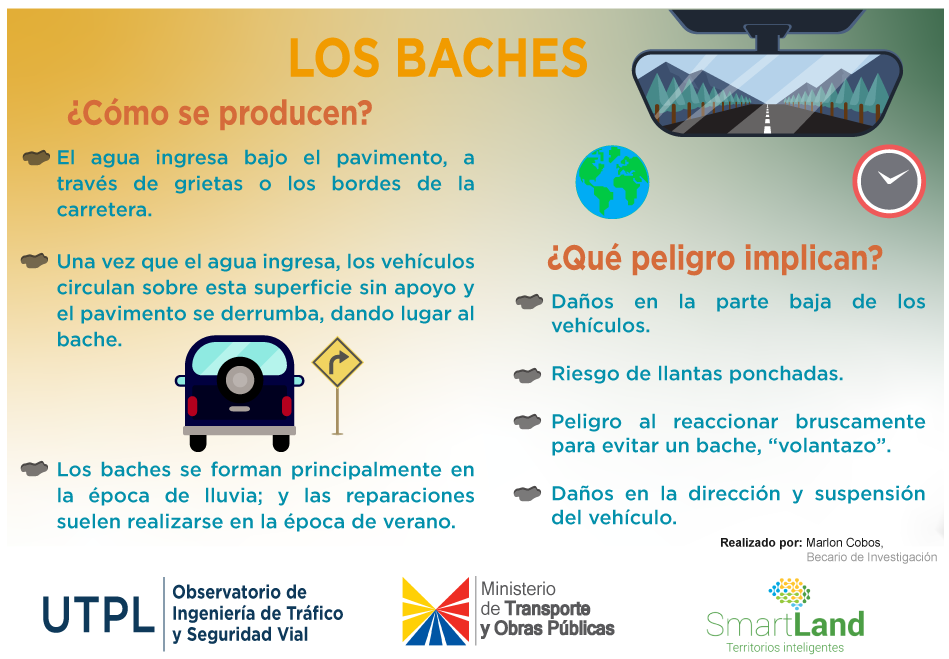 LOS BACHES
¿Cómo se producen?
El agua ingresa bajo el pavimento, a
través de grietas o los bordes de la
carretera.
Una vez que el agua ingresa, los vehículos
circulan sobre esta superficie sin apoyo y
el pavimento se derrumba, dando lugar al
bache.
Los baches se forman principalmente en
la época de lluvia; y las reparaciones
suelen realizarse en la época de verano.
¿Qué peligro implican?
Daños en la parte baja de los
vehículos.
Riesgo de llantas ponchadas.
Peligro al reaccionar bruscamente
para evitar un bache, “volantazo”.
Daños en la dirección y suspensión
del vehículo.
Realizado por: Marlon Cobos,
Becario de Investigación
UTPL
Observatorio de
Ingeniería de Tráfico
y Seguridad Vial
Ministerio
de Transporte
y Obras Públicas
SmartLand
Territorios inteligentes